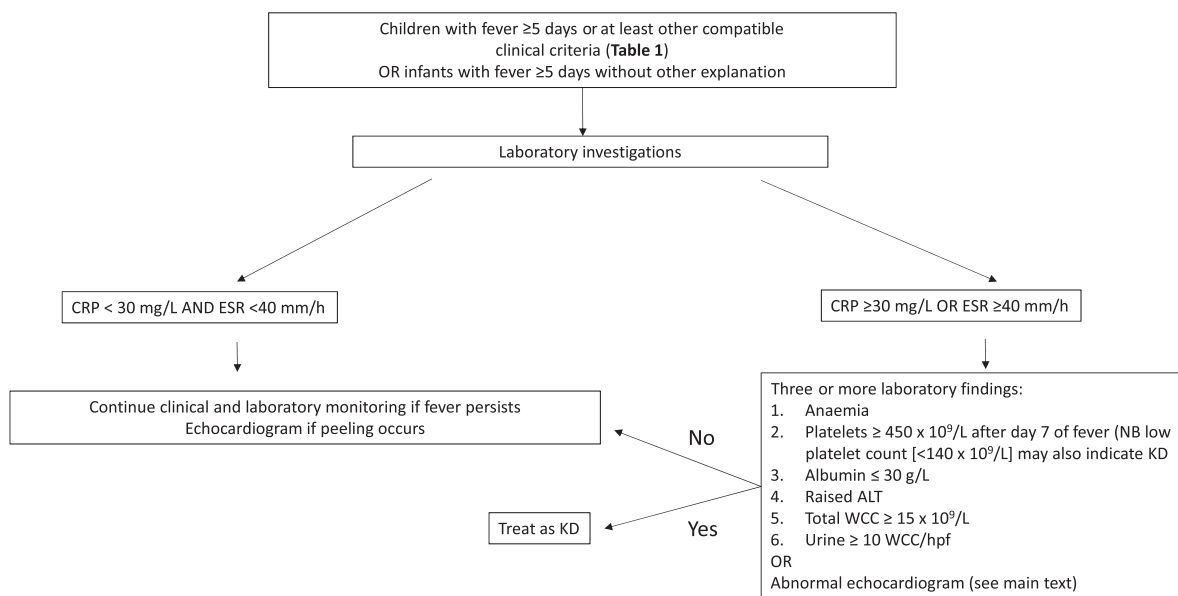 Children with fever ≥5 days or at least other compatible
clinical criteria (Table 1)
OR infants with fever ≥5 days without other explanation
Laboratory investigations
CRP < 30 mg/L AND ESR <40 mm/h
CRP ≥30 mg/L OR ESR ≥40 mm/h
Continue clinical and laboratory monitoring if fever persists
Echocardiogram if peeling occurs
No
Yes
Treat as KD
Three or more laboratory findings:
1. Anaemia
2. Platelets ≥ 450 x 10⁹/L after day 7 of fever (NB low
platelet count [<140 x 10⁹/L] may also indicate KD
3. Albumin ≤ 30 g/L
4. Raised ALT
5. Total WCC ≥ 15 x 10⁹/L
6. Urine ≥ 10 WCC/hpf
OR
Abnormal echocardiogram (see main text)